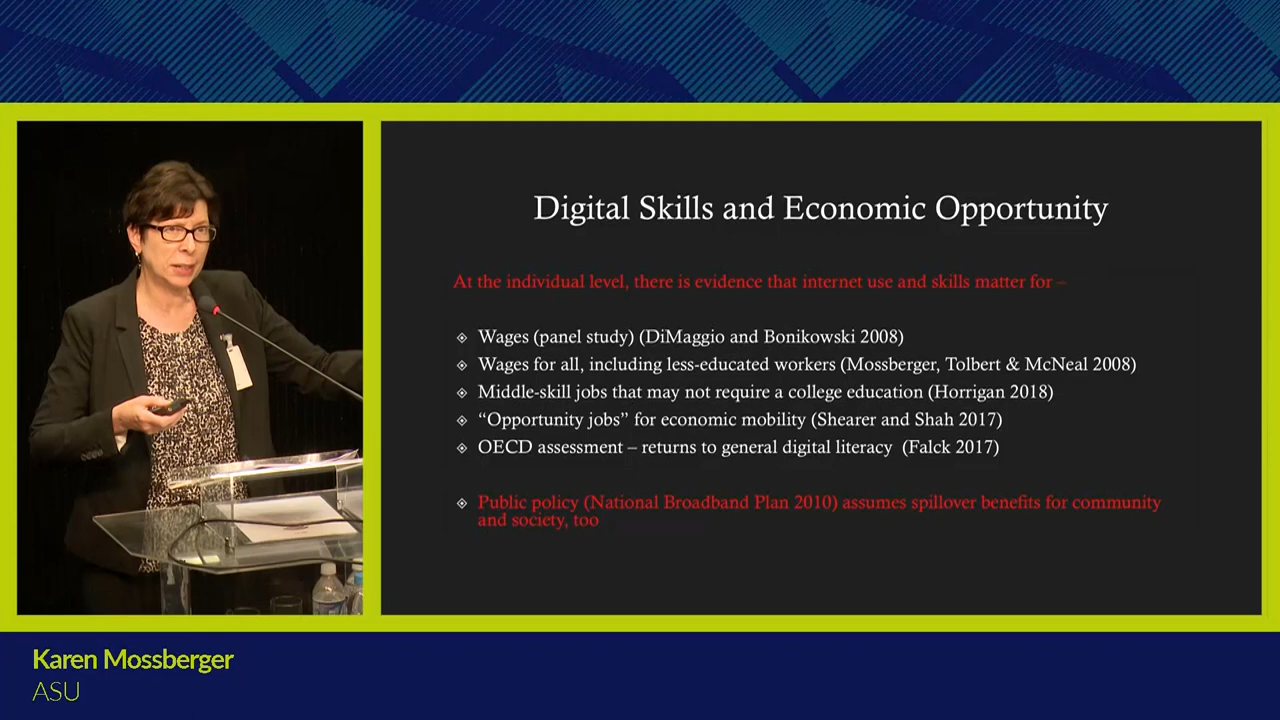 Digital Skills and Economic Opportunity
At the individual level, there is evidence that internet use and skills matter for –
Wages (panel study) (DiMaggio and Bonikowski 2008)
Wages for all, including less-educated workers (Mossberger, Tolbert & McNeal 2008)
Middle-skill jobs that may not require a college education (Horrigan 2018)
“Opportunity jobs” for economic mobility (Shearer and Shah 2017)
OECD assessment – returns to general digital literacy (Falck 2017)
Public policy (National Broadband Plan 2010) assumes spillover benefits for community
and society, too
Karen Mossberger
ASU